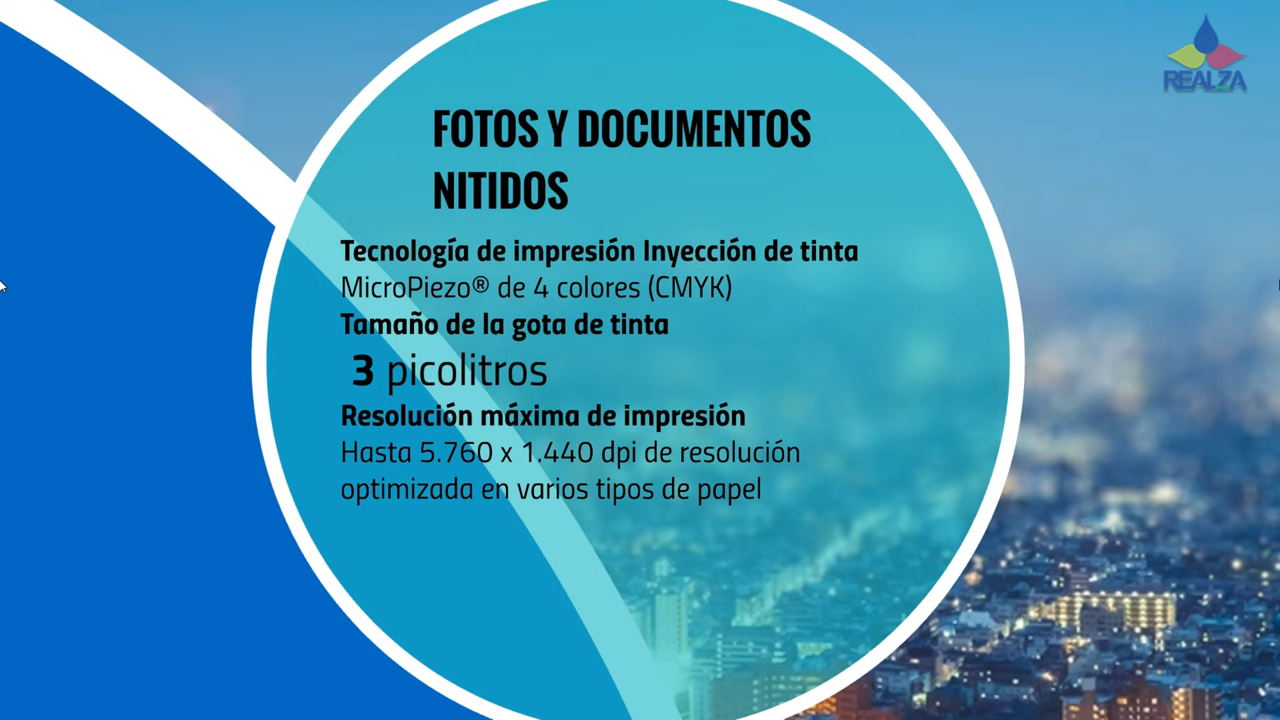 REALZA
FOTOS Y DOCUMENTOS
NITIDOS
Tecnología de impresión Inyección de tinta
MicroPiezo® de 4 colores (CMYK)
Tamaño de la gota de tinta
3 picolitros
Resolución máxima de impresión
Hasta 5.760 x 1.440 dpi de resolución
optimizada en varios tipos de papel